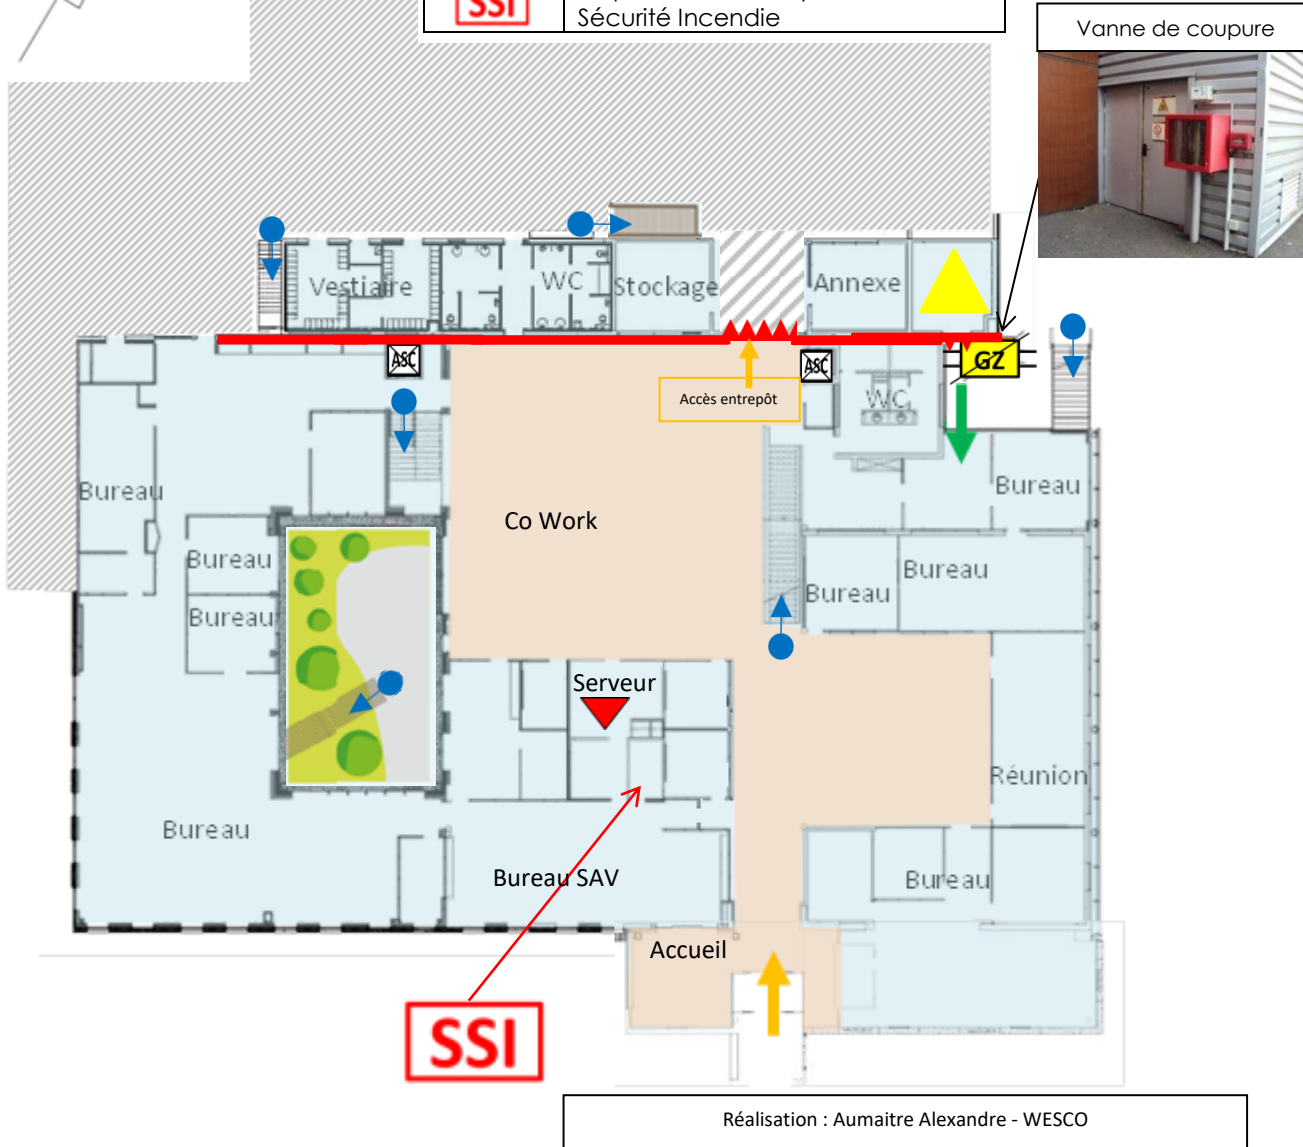 SSI
Sécurité Incendie
Vanne de coupure
Vestiaire
WC
Stockage
Annexe
ASC
ASC
GZ
Accès entrepôt
WC
Bureau
Bureau
Co Work
Bureau
Bureau
Bureau
Bureau
Serveur
Réunion
Bureau
Bureau SAV
Bureau
Accueil
SSI
Réalisation : Aumaitre Alexandre - WESCO